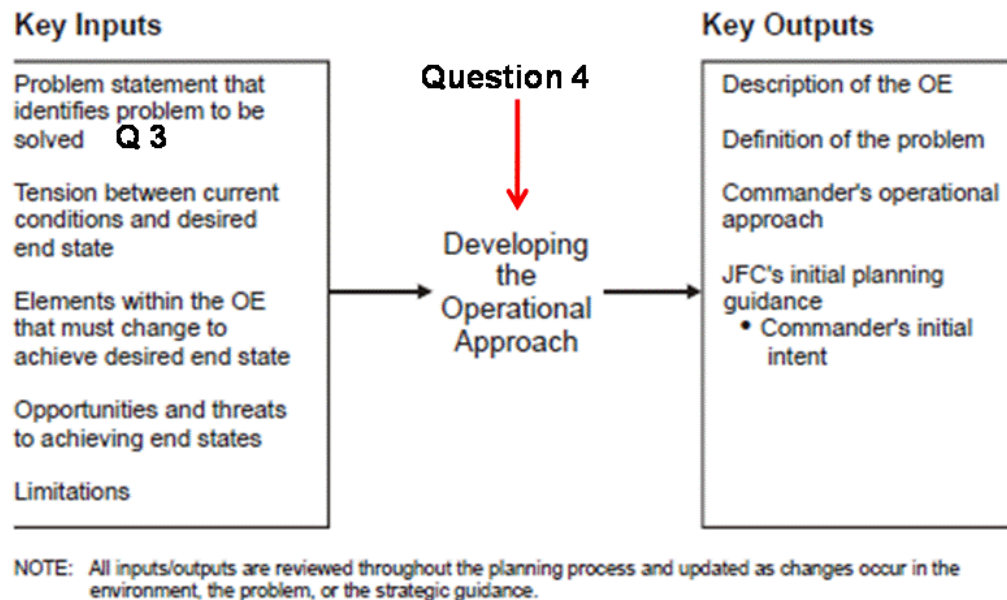 Key Inputs
Problem statement that
identifies problem to be
solved Q 3
Tension between current
conditions and desired
end state
Elements within the OE
that must change to
achieve desired end state
Opportunities and threats
to achieving end states
Limitations
Question 4
Developing
the
Operational
Approach
Key Outputs
Description of the OE
Definition of the problem
Commander's operational
approach
JFC's initial planning
guidance
• Commander's initial
intent
NOTE: All inputs/outputs are reviewed throughout the planning process and updated as changes occur in the
environment, the problem, or the strategic guidance.